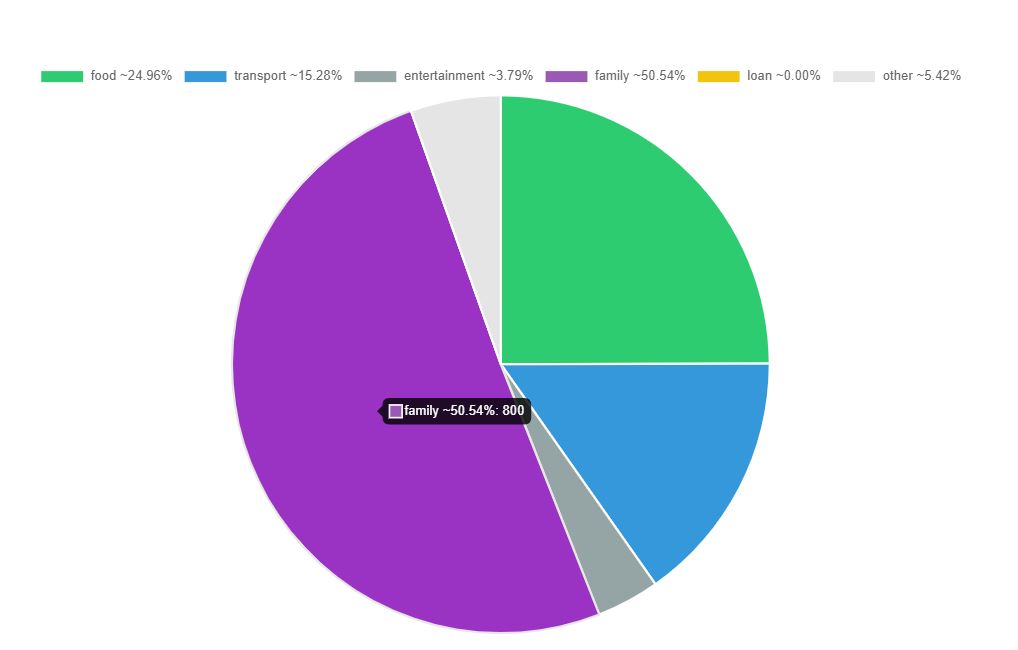 food ~24.96% transport ~15.28% entertainment ~3.79% family ~50.54% loan ~0.00% other ~5.42%
family ~50.54%: 800